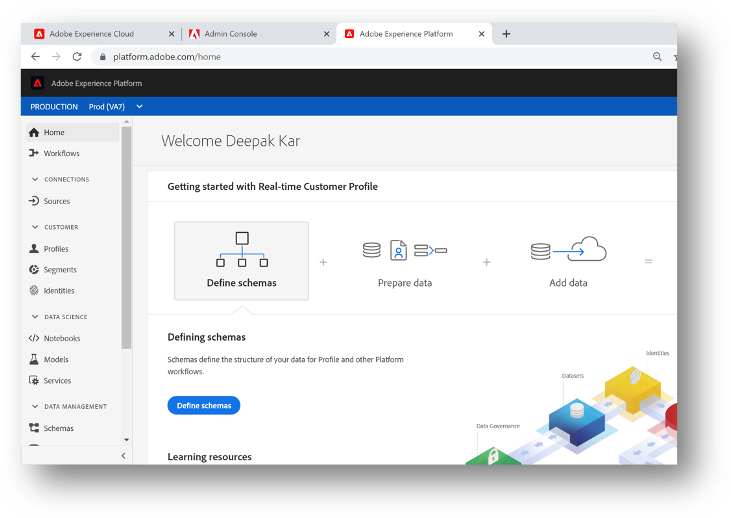 Adobe Experience Cloud
Admin Console
Adobe Experience Platform
platform.adobe.com/home
Adobe Experience Platform
PRODUCTION Prod (VA7)
Home
Workflows
CONNECTIONS
Sources
CUSTOMER
Profiles
Segments
Identities
DATA SCIENCE
Notebooks
Models
Services
DATA MANAGEMENT
Schemas
Welcome Deepak Kar
Getting started with Real-time Customer Profile
Define schemas
+
Prepare data
+
Add data
=
Defining schemas
Schemas define the structure of your data for Profile and other Platform
workflows.
Define schemas
Learning resources
Identities
Datasets
Data Governance